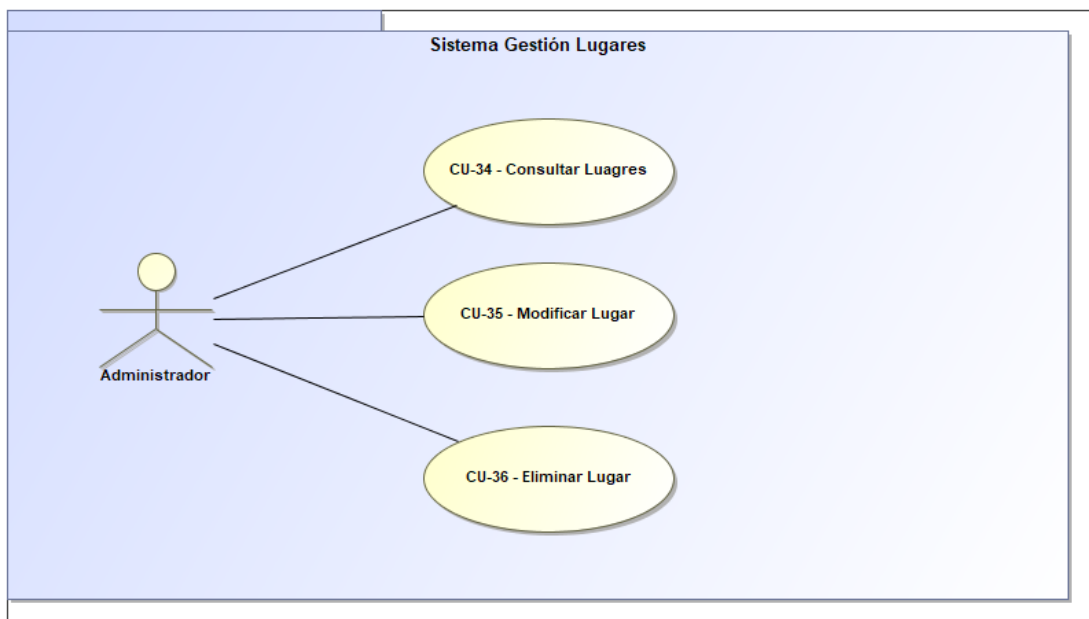 Sistema Gestión Lugares
CU-34 - Consultar Luagres
CU-35 - Modificar Lugar
Administrador
CU-36 - Eliminar Lugar